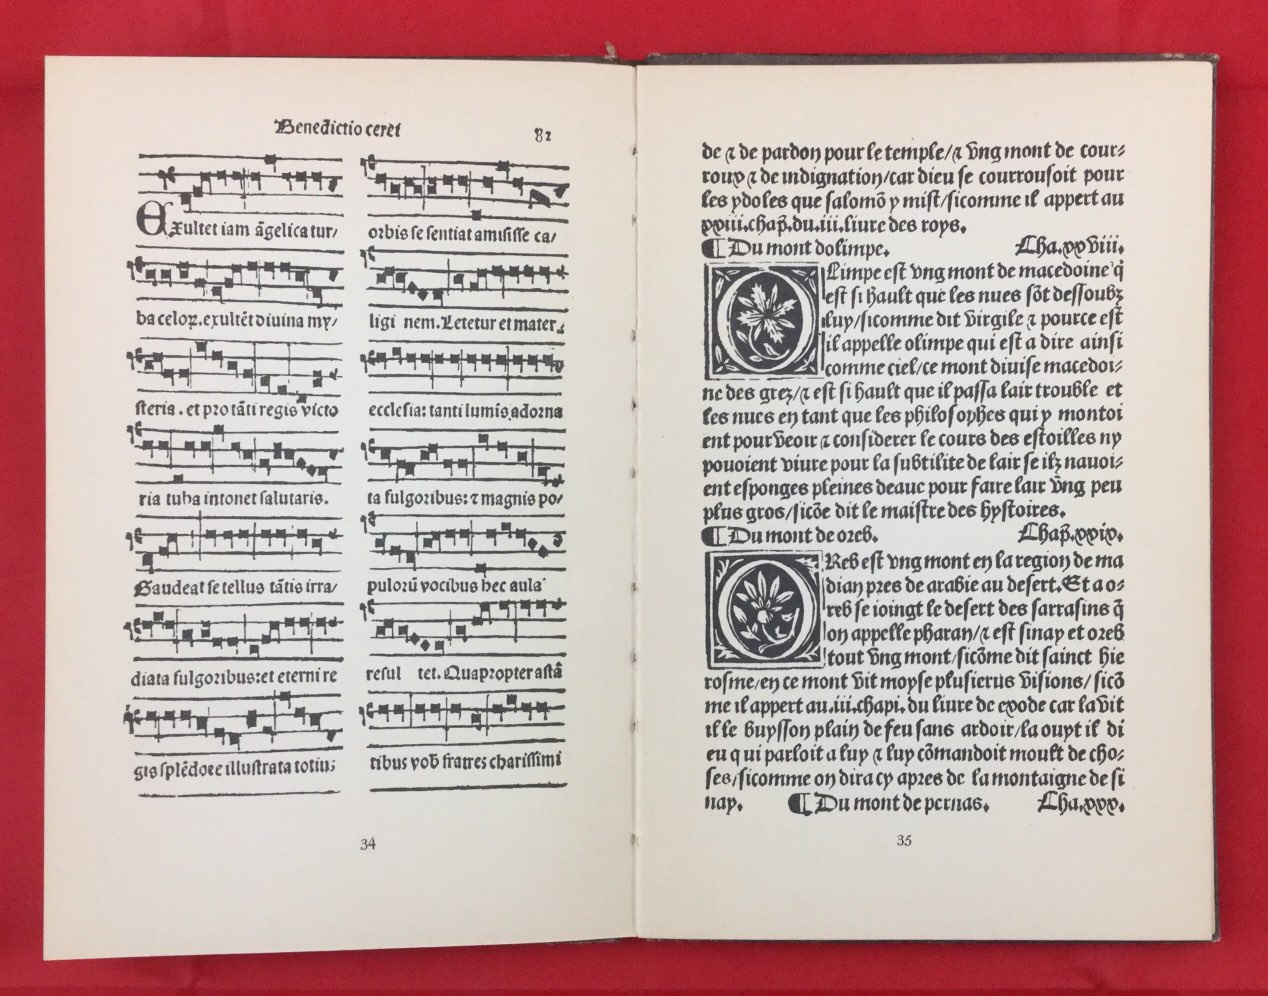 Benedictio cerei
82
Exultet iam āgelica tur/
ba celoꝝ. exultēt diuina my/
steria. et pro tāti regis victo
ria tuba intonet salutaris.
Gaudeat se tellus tātis irra/
diata fulgoribus: et eterni re
gis splēdore illustrata totius
orbis se sentiat amisisse ca/
ligi nem. Letetur et mater
ecclesia: tanti lumīs adorna
ta fulgoribus: ⁊ magnis po/
pulorū vocibus hec aula
resul tet. Quapropter astā
tibus vob̄ fratres charissimi
34
de ⁊ de pardon pour le temple/⁊ vng mont de cour⸗
roux ⁊ de indignation/car dieu se courrousoit pour
les ydoles que salomō y mist/sicomme il appert au
xxiii.chap̄.du.iii.liure des roys.
¶ Du mont dolimpe. Cha.xxviii.
OLimpe est vng mont de macedoine q̄
est si hault que les nues sōt dessoubz
luy/sicomme dit virgile ⁊ pource est
il appelle olimpe qui est a dire ainsi
comme ciel/ce mont diuise macedoi⸗
ne des grez/⁊ est si hault que il passa lair trouble et
les nues en tant que les philosophes qui y montoi
ent pour veoir ⁊ considerer le cours des estoilles ny
pouoient viure pour la subtilite de lair se ilz nauoi⸗
ent esponges pleines deaue pour faire lair vng peu
plus gros/sicōe dit le maistre des hystoires.
¶ Du mont de oreb. Chap̄.xxix.
OReb est vng mont en la region de ma
dian pres de arabie au desert. Et a o⸗
reb se ioingt le desert des sarrasins q̄
lon appelle pharan/⁊ est sinay et oreb
tout vng mont/sicōme dit sainct hie
rosme/en ce mont vit moyse plusierus visions/ sicō
me il appert au.iii.chapi. du liure de exode car la vit
il le buysson plain de feu sans ardoir/la ouyt il di
eu q ui parloit a luy ⁊ luy cōmandoit moult de cho⸗
ses/sicomme on dira cy apres de la montaigne de si
nay. ¶ Du mont de pernas. Cha.xxx.
35